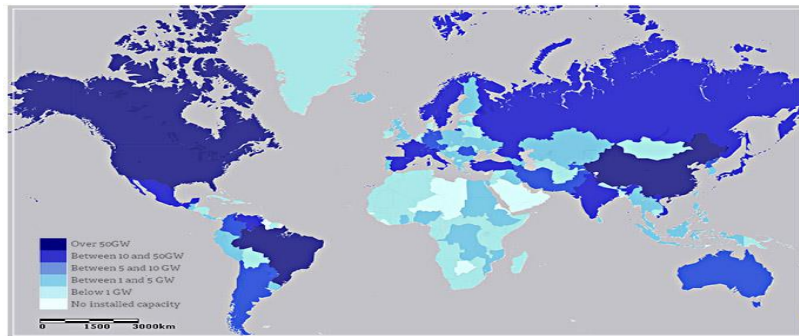 Over 50GW
Between 10 and 50GW
Between 5 and 10 GW
Between 1 and 5 GW
Below 1 GW
No installed capacity
0 1500 3000km